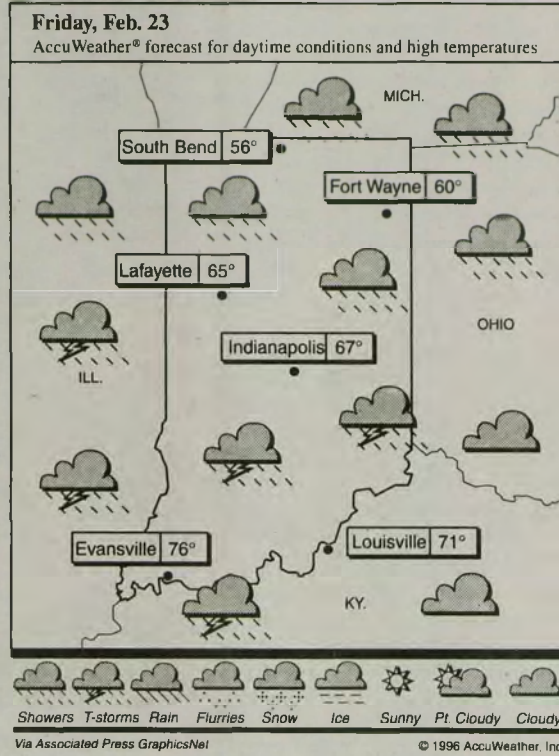 Friday, Feb. 23
AccuWeather® forecast for daytime conditions and high temperatures
MICH.
South Bend 56°
Fort Wayne 60°
Lafayette 65°
OHIO
Indianapolis 67°
ILL.
Evansville 76°
Louisville 71°
KY.
Showers T-storms Rain Flurries Snow Ice Sunny Pt. Cloudy Cloudy
Via Associated Press GraphicsNet © 1996 AccuWeather, Inc